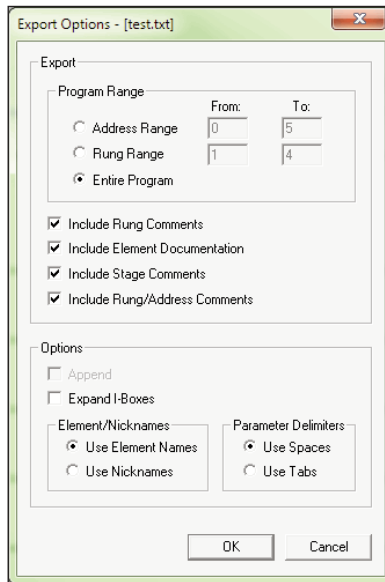 Export Options - [test.txt]
Export
Program Range
From: To:
Address Range 0 5
Rung Range 1 4
Entire Program
Include Rung Comments
Include Element Documentation
Include Stage Comments
Include Rung/Address Comments
Options
Append
Expand I-Boxes
Element/Nicknames Parameter Delimiters
Use Element Names Use Spaces
Use Nicknames Use Tabs
OK Cancel